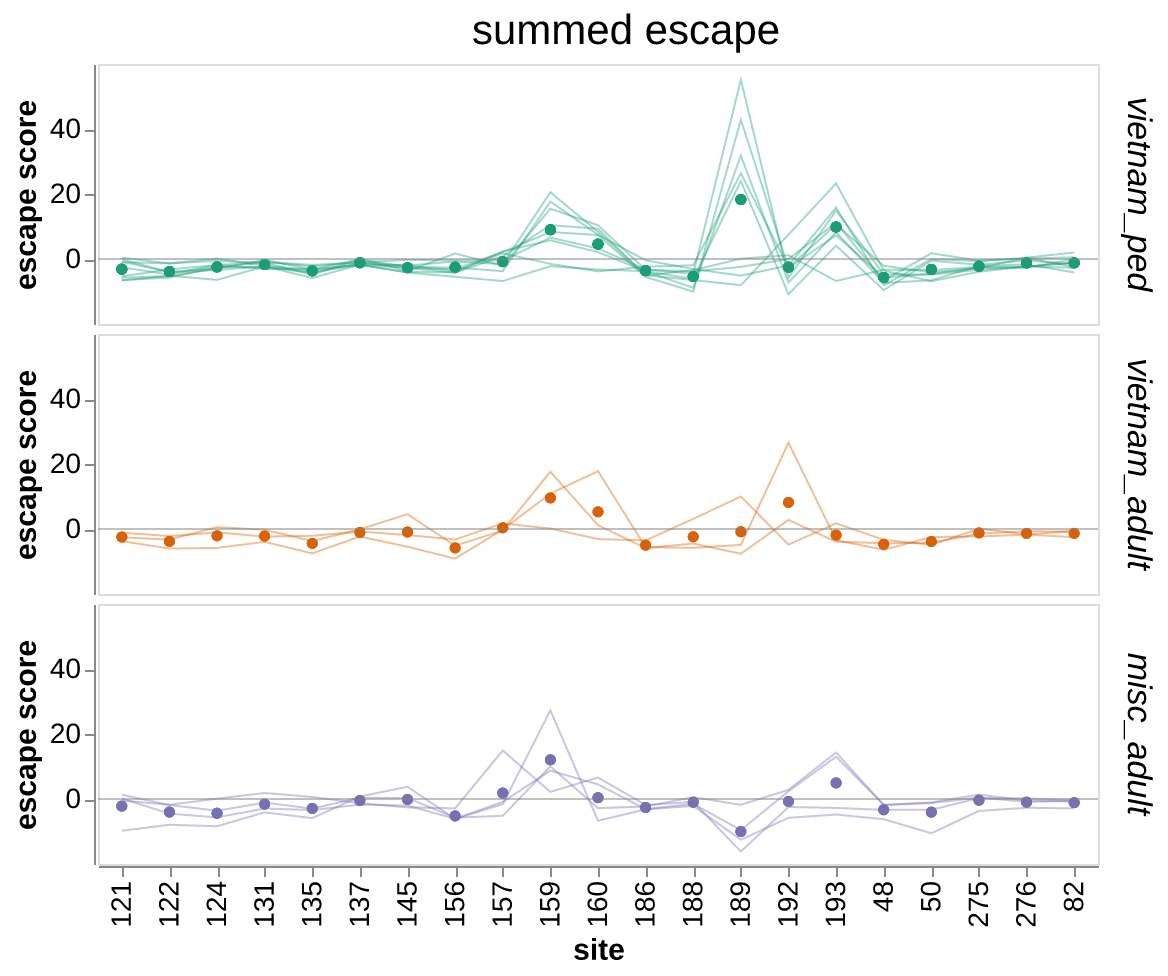 summed escape
escape score
40
20
0
vietnam_ped
escape score
40
20
0
vietnam_adult
escape score
40
20
0
misc_adult
121 122 124 131 135 137 145 156 157 159 160 186 188 189 192 193 48 50 275 276 82
site